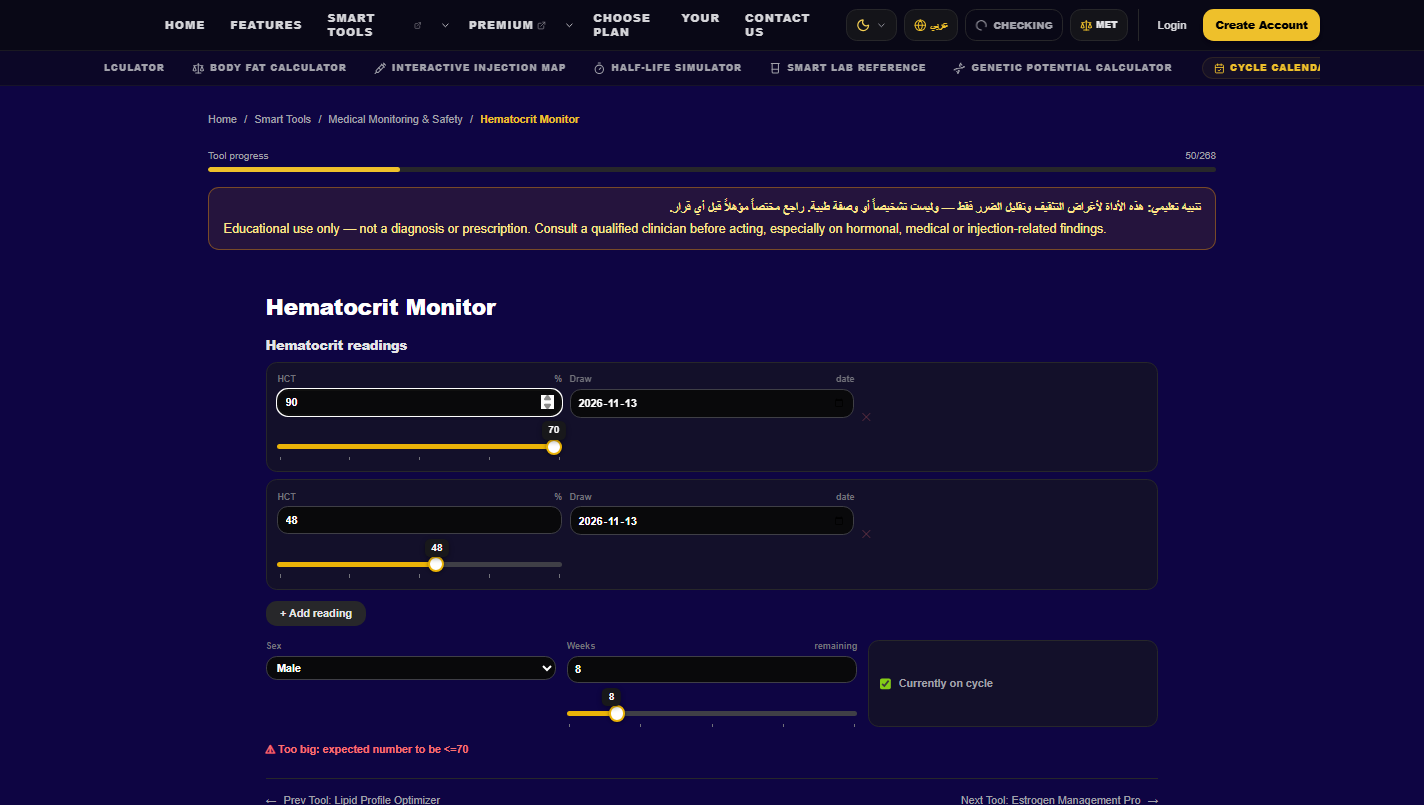 HOME FEATURES SMART TOOLS PREMIUM CHOOSE PLAN YOUR CONTACT US عربي CHECKING MET Login Create Account
LCULATOR BODY FAT CALCULATOR INTERACTIVE INJECTION MAP HALF-LIFE SIMULATOR SMART LAB REFERENCE GENETIC POTENTIAL CALCULATOR CYCLE CALENDA
Home / Smart Tools / Medical Monitoring & Safety / Hematocrit Monitor
Tool progress 50/268
تنبيه تعليمي: هذه الأداة لأغراض التثقيف وتقليل الضرر فقط — وليست تشخيصاً أو وصفة طبية. راجع مختصاً مؤهلاً قبل أي قرار.
Educational use only — not a diagnosis or prescription. Consult a qualified clinician before acting, especially on hormonal, medical or injection-related findings.
Hematocrit Monitor
Hematocrit readings
HCT % Draw date
90 2026-11-13
70
HCT % Draw date
48 2026-11-13
48
+ Add reading
Sex Weeks remaining
Male 8 Currently on cycle
8
⚠ Too big: expected number to be <=70
← Prev Tool: Lipid Profile Optimizer Next Tool: Estrogen Management Pro →